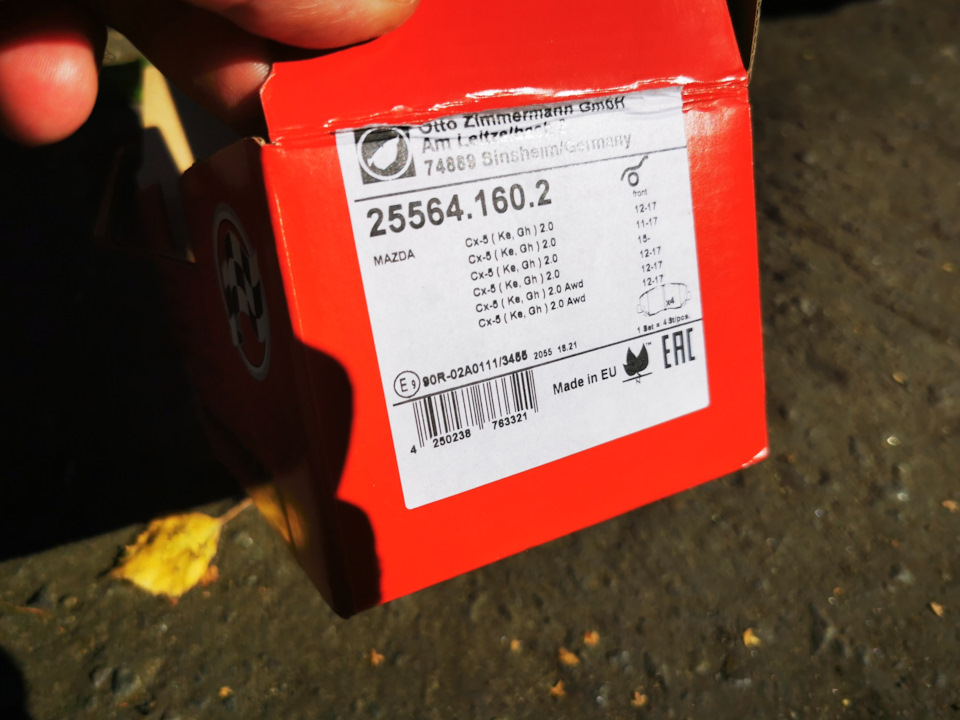 Otto Zimmermann GmbH
Am Leitzelbach 2
74889 Sinsheim/Germany
25564.160.2
front
MAZDA
Cx-5 ( Ke, Gh ) 2.0 12-17
Cx-5 ( Ke, Gh ) 2.0 11-17
Cx-5 ( Ke, Gh ) 2.0 15-
Cx-5 ( Ke, Gh ) 2.0 12-17
Cx-5 ( Ke, Gh ) 2.0 Awd 12-17
Cx-5 ( Ke, Gh ) 2.0 Awd 12-17
x4
1 Set x 4 St/pcs.
E9 90R-02A0111/3455 2055 18.21
Made in EU
TM
N
EAC
4 250238 763321